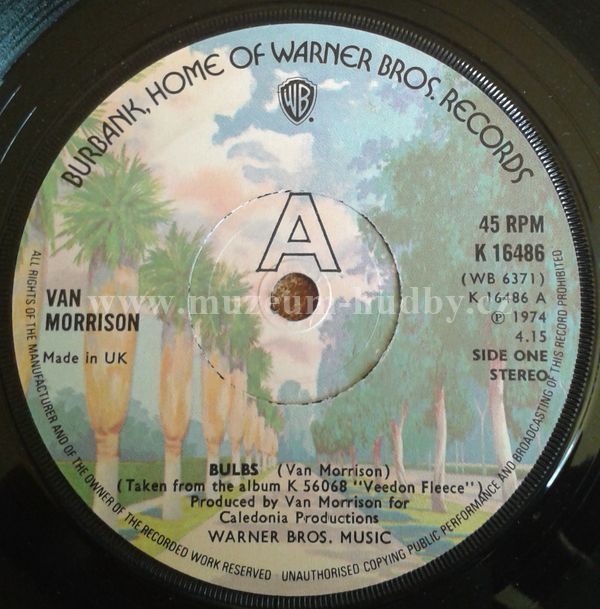 BURBANK, HOME OF WARNER BROS. RECORDS
WB
A
45 RPM
K 16486
(WB 6371)
K 16486 A
℗ 1974
4.15
SIDE ONE
STEREO
VAN
MORRISON
Made in UK
www.muzeum-hudby.cz
BULBS (Van Morrison)
(Taken from the album K 56068 "Veedon Fleece")
Produced by Van Morrison for
Caledonia Productions
WARNER BROS. MUSIC
ALL RIGHTS OF THE MANUFACTURER AND OF THE OWNER OF THE RECORDED WORK RESERVED · UNAUTHORISED COPYING PUBLIC PERFORMANCE AND BROADCASTING OF THIS RECORD PROHIBITED